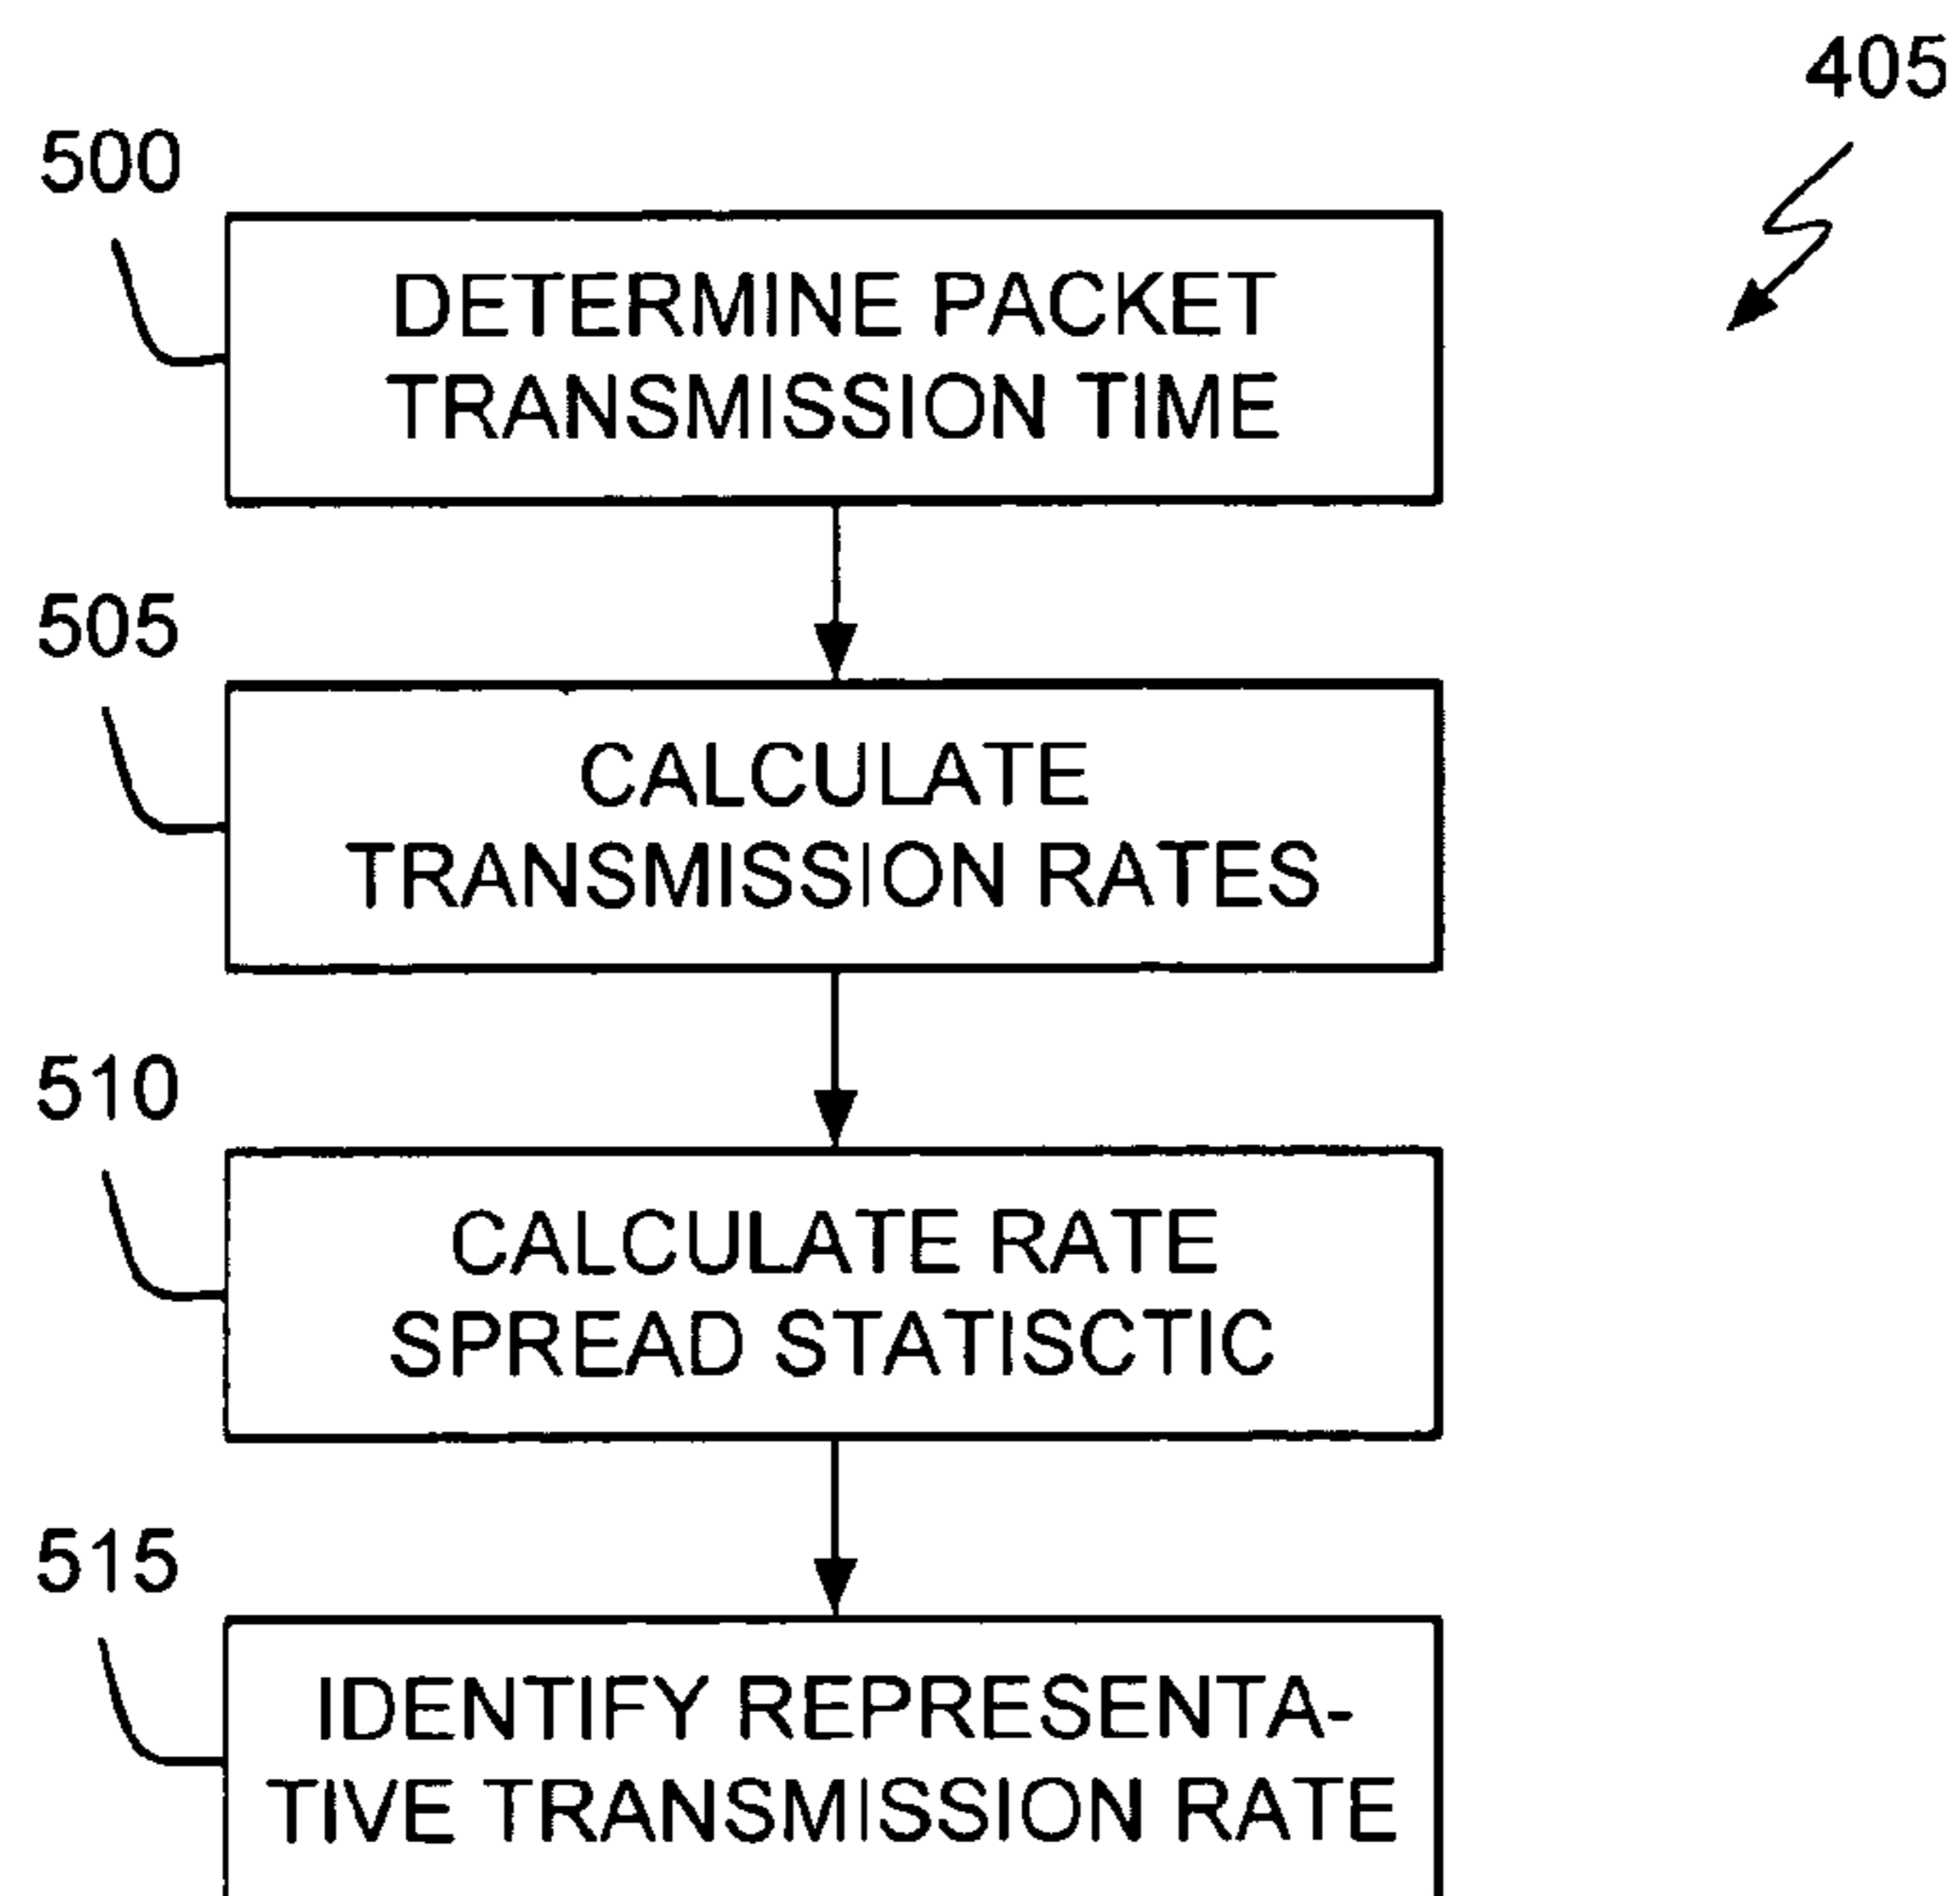 405
500
DETERMINE PACKET
TRANSMISSION TIME
505
CALCULATE
TRANSMISSION RATES
510
CALCULATE RATE
SPREAD STATISCTIC
515
IDENTIFY REPRESENTA-
TIVE TRANSMISSION RATE